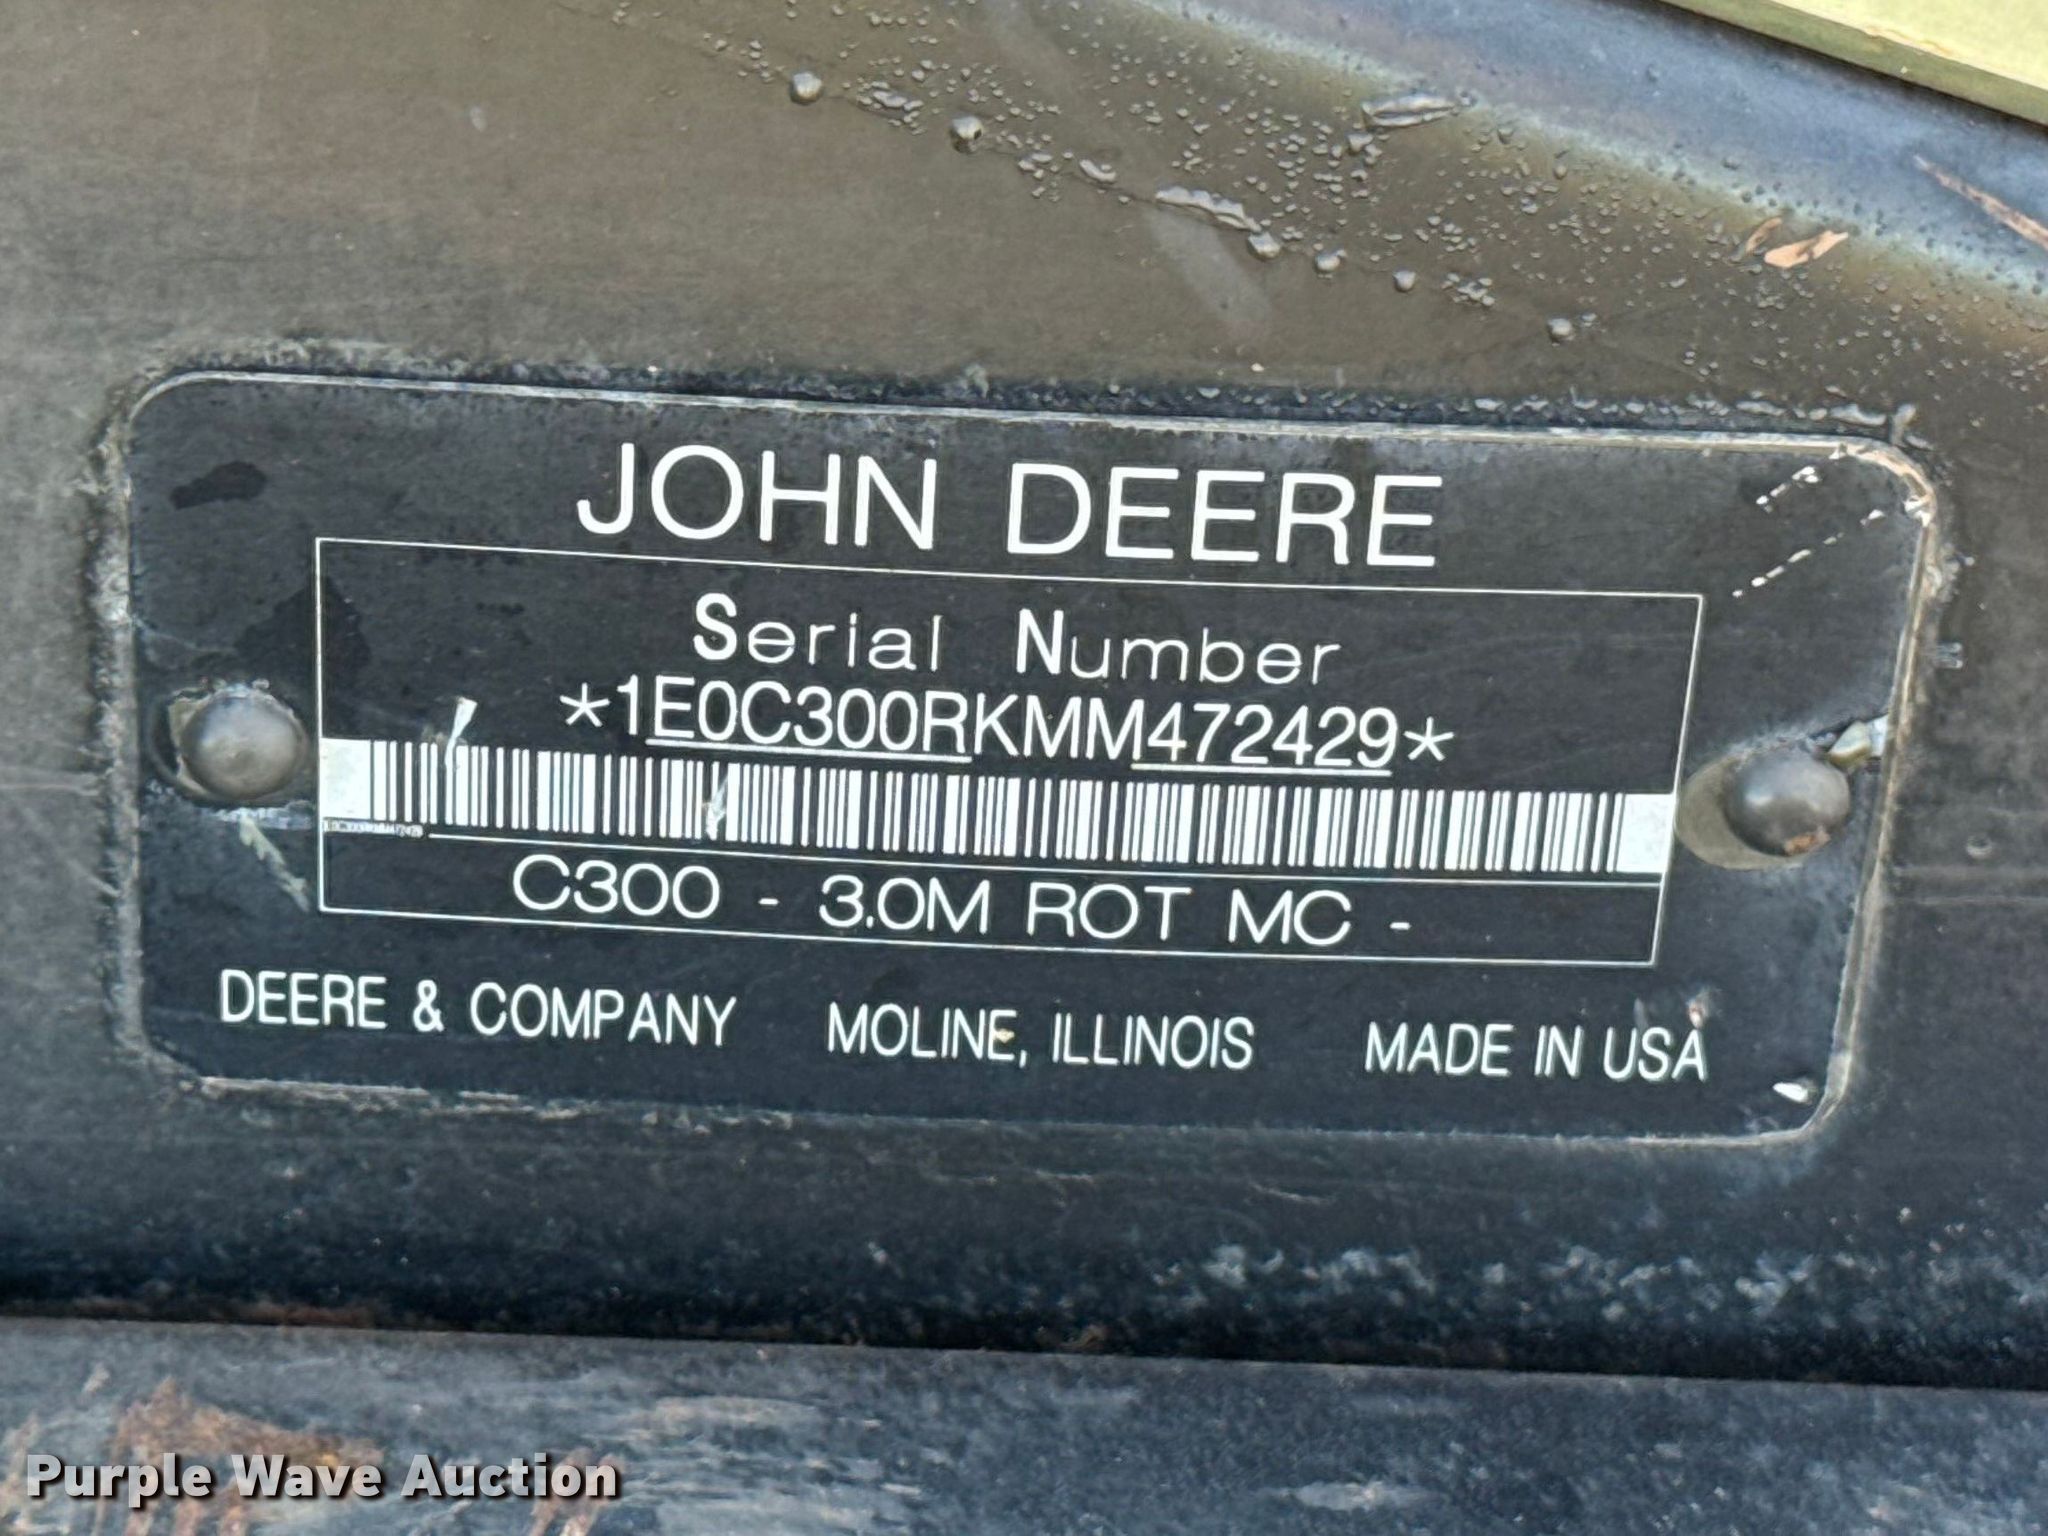 JOHN DEERE
Serial Number
*1E0C300RKMM472429*
C300 - 3.0M ROT MC -
DEERE & COMPANY MOLINE, ILLINOIS MADE IN USA
Purple Wave Auction